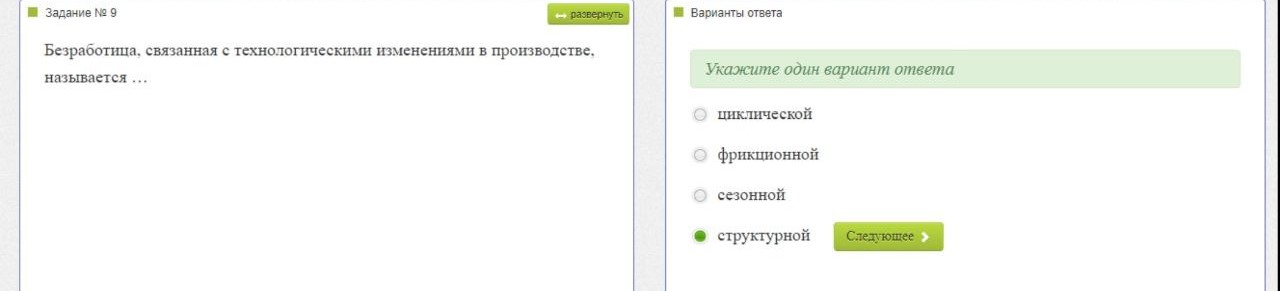 Задание № 9
развернуть
Безработица, связанная с технологическими изменениями в производстве,
называется …
Варианты ответа
Укажите один вариант ответа
циклической
фрикционной
сезонной
структурной
Следующее